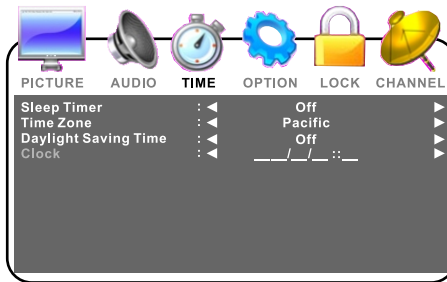 PICTURE AUDIO TIME OPTION LOCK CHANNEL
Sleep Timer : ◀ Off ▶
Time Zone : ◀ Pacific ▶
Daylight Saving Time : ◀ Off ▶
Clock : ◀ __ __/__/__ ::__ ▶